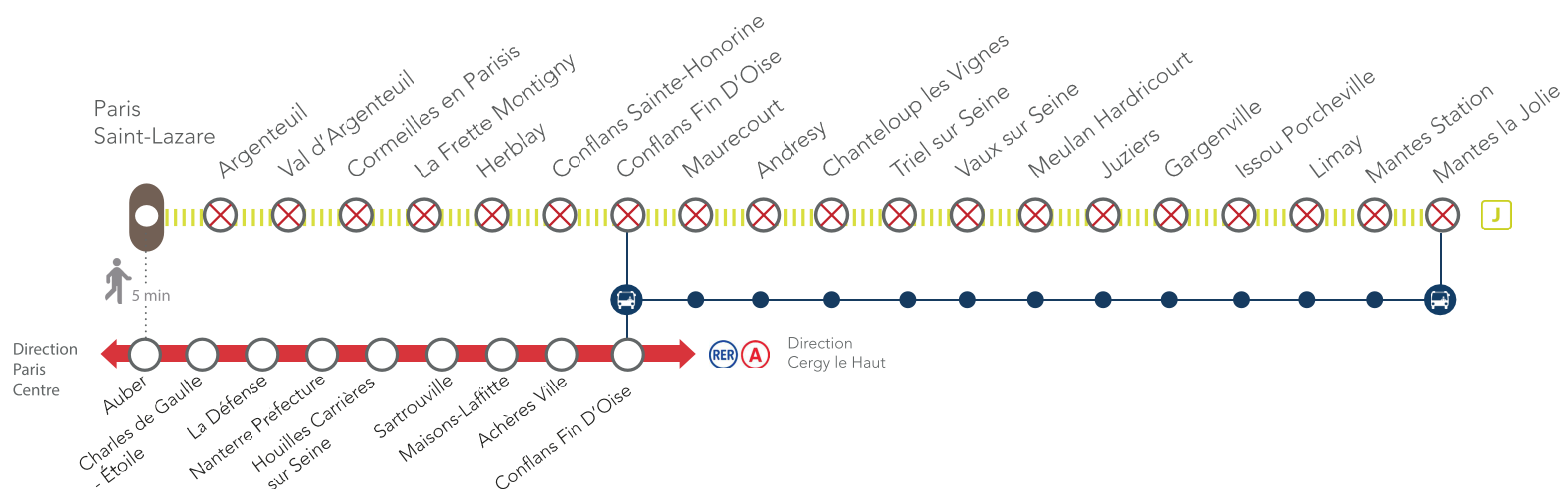 Paris
Saint-Lazare
Argenteuil
Val d'Argenteuil
Cormeilles en Parisis
La Frette Montigny
Herblay
Conflans Sainte-Honorine
Conflans Fin D'Oise
Maurecourt
Andresy
Chanteloup les Vignes
Triel sur Seine
Vaux sur Seine
Meulan Hardricourt
Juziers
Gargenville
Issou Porcheville
Limay
Mantes Station
Mantes la Jolie
J
5 min
Direction
Paris
Centre
RER
A
Direction
Cergy le Haut
Auber
Charles de Gaulle
- Étoile
La Défense
Nanterre Prefecture
Houilles Carrières
sur Seine
Sartrouville
Maisons-Laffitte
Achères Ville
Conflans Fin D'Oise